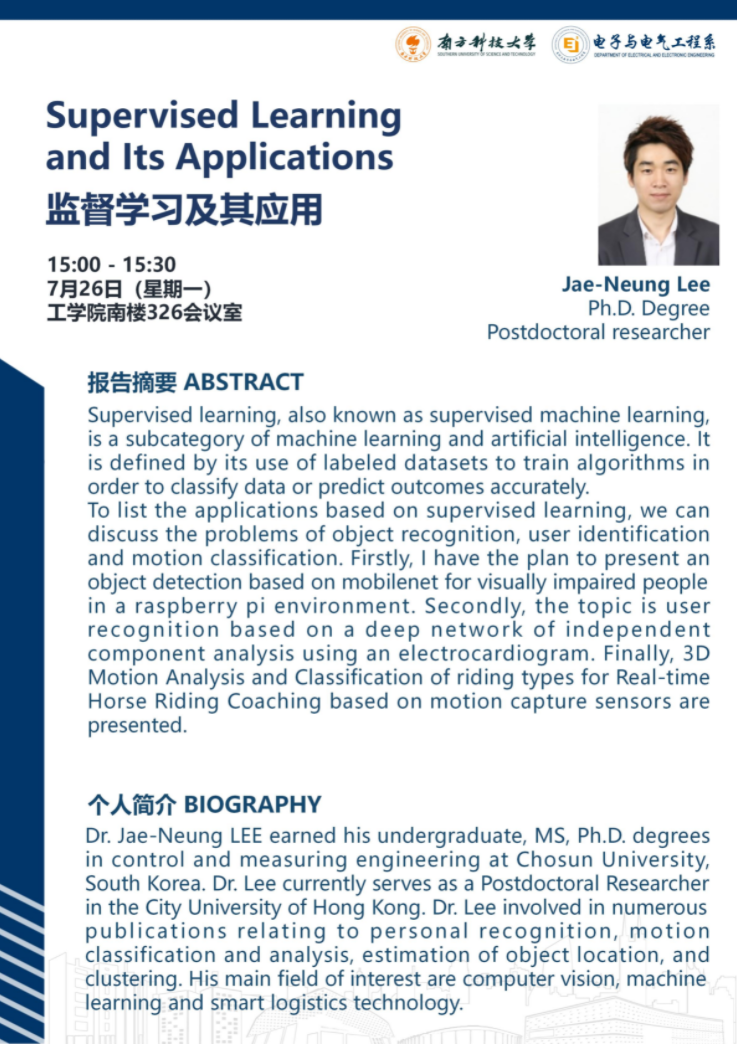 南方科技大学
SOUTHERN UNIVERSITY OF SCIENCE AND TECHNOLOGY
电子与电气工程系
DEPARTMENT OF ELECTRICAL AND ELECTRONIC ENGINEERING
Supervised Learning
and Its Applications
监督学习及其应用
15:00 - 15:30
7月26日（星期一）
工学院南楼326会议室
Jae-Neung Lee
Ph.D. Degree
Postdoctoral researcher
报告摘要 ABSTRACT
Supervised learning, also known as supervised machine learning,
is a subcategory of machine learning and artificial intelligence. It
is defined by its use of labeled datasets to train algorithms in
order to classify data or predict outcomes accurately.
To list the applications based on supervised learning, we can
discuss the problems of object recognition, user identification
and motion classification. Firstly, I have the plan to present an
object detection based on mobilenet for visually impaired people
in a raspberry pi environment. Secondly, the topic is user
recognition based on a deep network of independent
component analysis using an electrocardiogram. Finally, 3D
Motion Analysis and Classification of riding types for Real-time
Horse Riding Coaching based on motion capture sensors are
presented.
个人简介 BIOGRAPHY
Dr. Jae-Neung LEE earned his undergraduate, MS, Ph.D. degrees
in control and measuring engineering at Chosun University,
South Korea. Dr. Lee currently serves as a Postdoctoral Researcher
in the City University of Hong Kong. Dr. Lee involved in numerous
publications relating to personal recognition, motion
classification and analysis, estimation of object location, and
clustering. His main field of interest are computer vision, machine
learning and smart logistics technology.